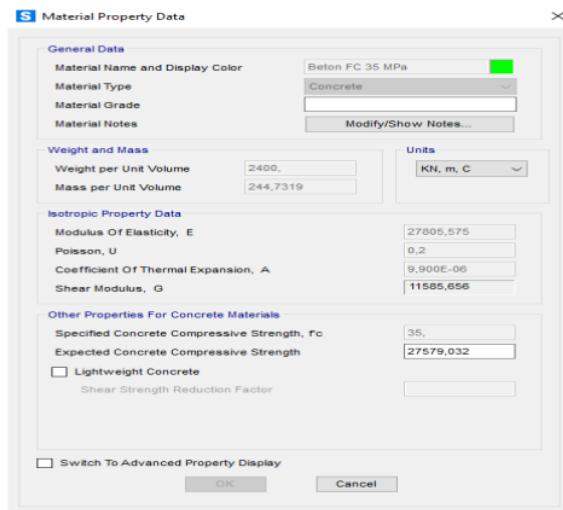 S Material Property Data
General Data
Material Name and Display Color Beton FC 35 MPa
Material Type Concrete
Material Grade
Material Notes Modify/Show Notes...
Weight and Mass Units
Weight per Unit Volume 2400, KN, m, C
Mass per Unit Volume 244,7319
Isotropic Property Data
Modulus Of Elasticity, E 27805,575
Poisson, U 0,2
Coefficient Of Thermal Expansion, A 9,900E-06
Shear Modulus, G 11585,656
Other Properties For Concrete Materials
Specified Concrete Compressive Strength, f'c 35,
Expected Concrete Compressive Strength 27579,032
Lightweight Concrete
Shear Strength Reduction Factor
Switch To Advanced Property Display
OK Cancel